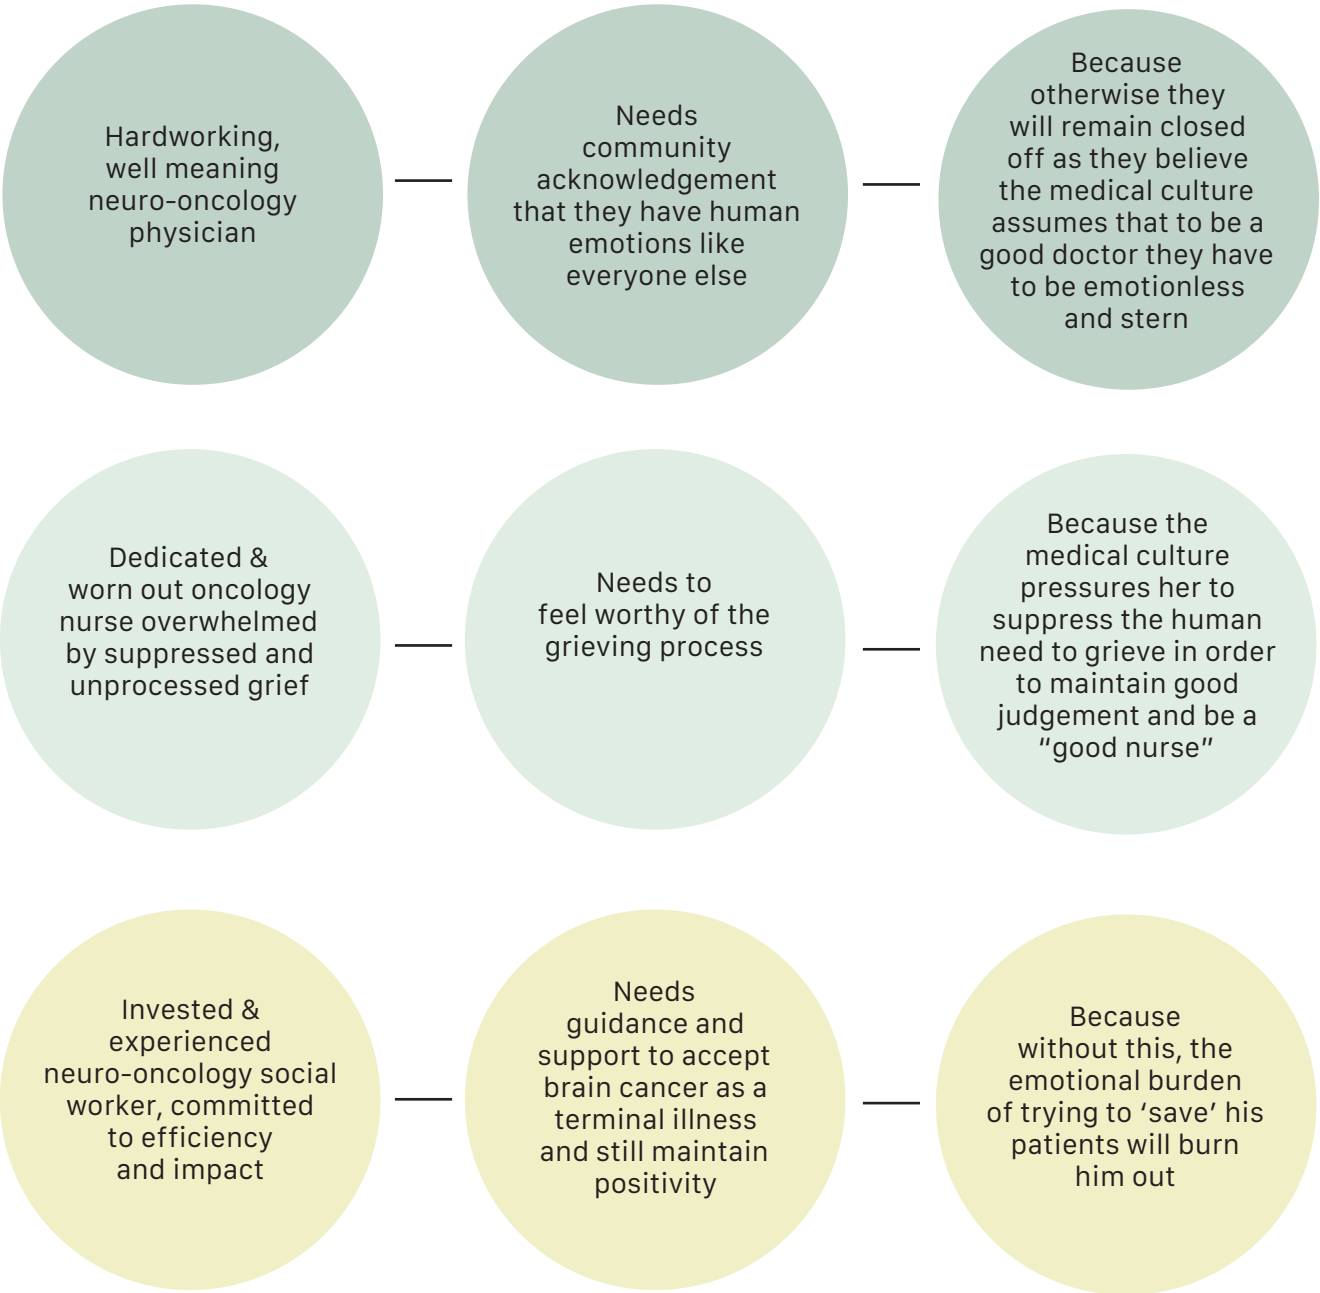 Hardworking,
well meaning
neuro-oncology
physician
Needs
community
acknowledgement
that they have human
emotions like
everyone else
Because
otherwise they
will remain closed
off as they believe
the medical culture
assumes that to be a
good doctor they have
to be emotionless
and stern
Dedicated &
worn out oncology
nurse overwhelmed
by suppressed and
unprocessed grief
Needs to
feel worthy of the
grieving process
Because the
medical culture
pressures her to
suppress the human
need to grieve in order
to maintain good
judgement and be a
“good nurse”
Invested &
experienced
neuro-oncology social
worker, committed
to efficiency
and impact
Needs
guidance and
support to accept
brain cancer as a
terminal illness
and still maintain
positivity
Because
without this, the
emotional burden
of trying to ‘save’ his
patients will burn
him out